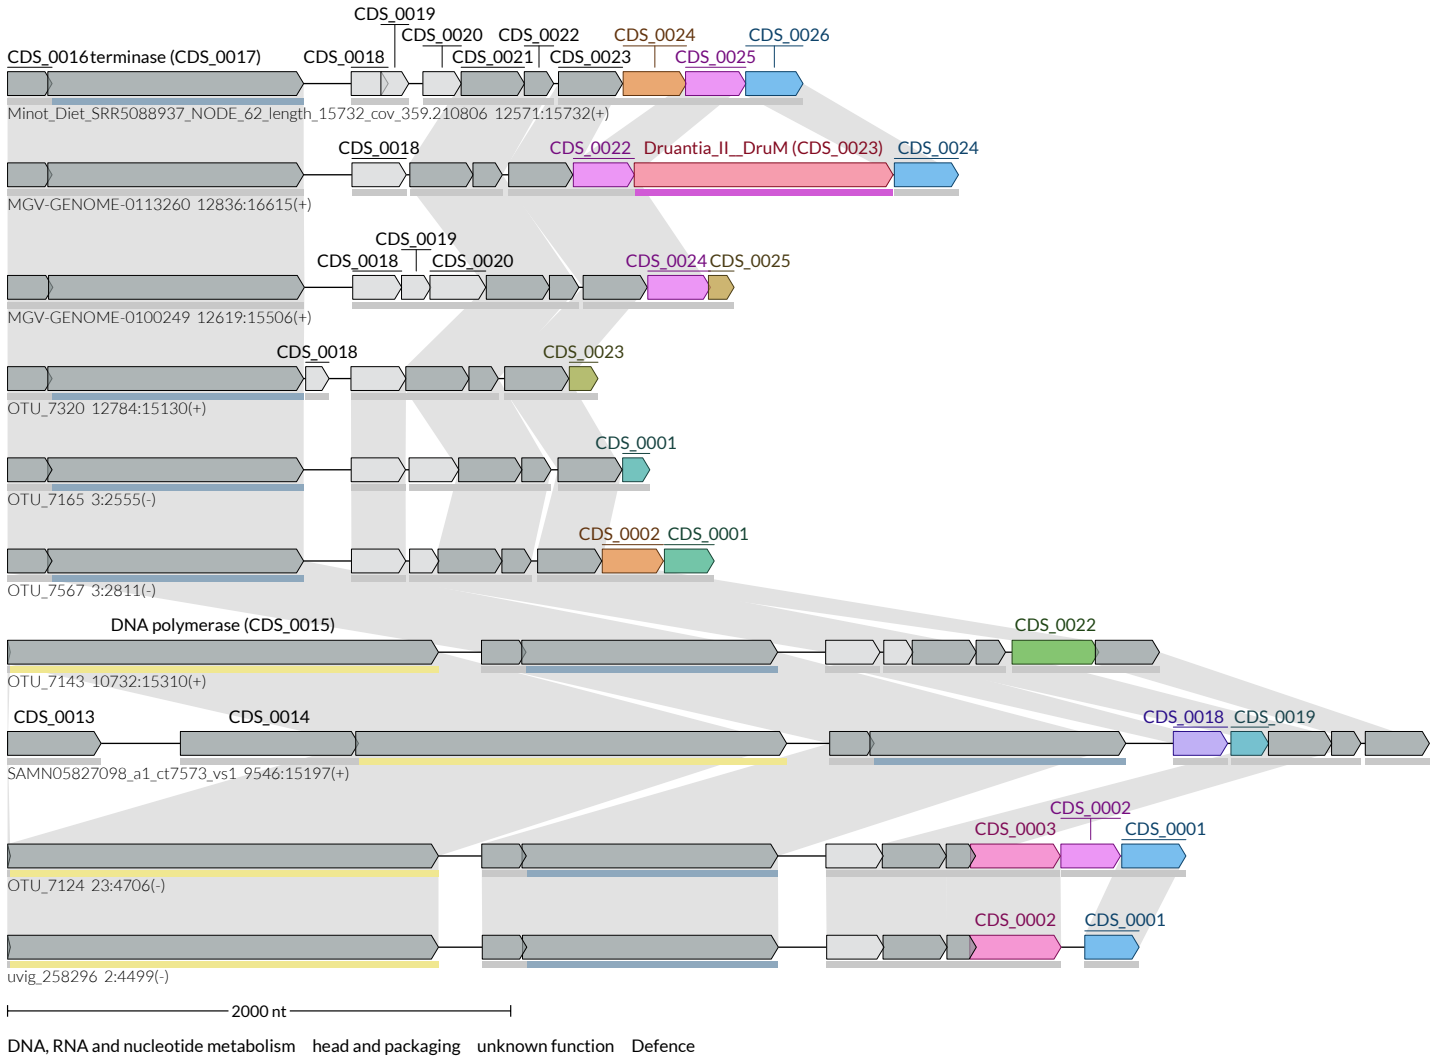 CDS_0019
CDS_0020 CDS_0022 CDS_0024 CDS_0026
CDS_0016 terminase (CDS_0017) CDS_0018 CDS_0021 CDS_0023 CDS_0025
Minot_Diet_SRR5088937_NODE_62_length_15732_cov_359.210806 12571:15732(+)
CDS_0018 CDS_0022 Druantia_II__DruM (CDS_0023) CDS_0024
MGV-GENOME-0113260 12836:16615(+)
CDS_0019
CDS_0018 CDS_0020 CDS_0024 CDS_0025
MGV-GENOME-0100249 12619:15506(+)
CDS_0018 CDS_0023
OTU_7320 12784:15130(+)
CDS_0001
OTU_7165 3:2555(-)
CDS_0002 CDS_0001
OTU_7567 3:2811(-)
DNA polymerase (CDS_0015) CDS_0022
OTU_7143 10732:15310(+)
CDS_0013 CDS_0014 CDS_0018 CDS_0019
SAMN05827098_a1_ct7573_vs1 9546:15197(+)
CDS_0002
CDS_0003 CDS_0001
OTU_7124 23:4706(-)
CDS_0002 CDS_0001
uvig_258296 2:4499(-)
2000 nt
DNA, RNA and nucleotide metabolism head and packaging unknown function Defence